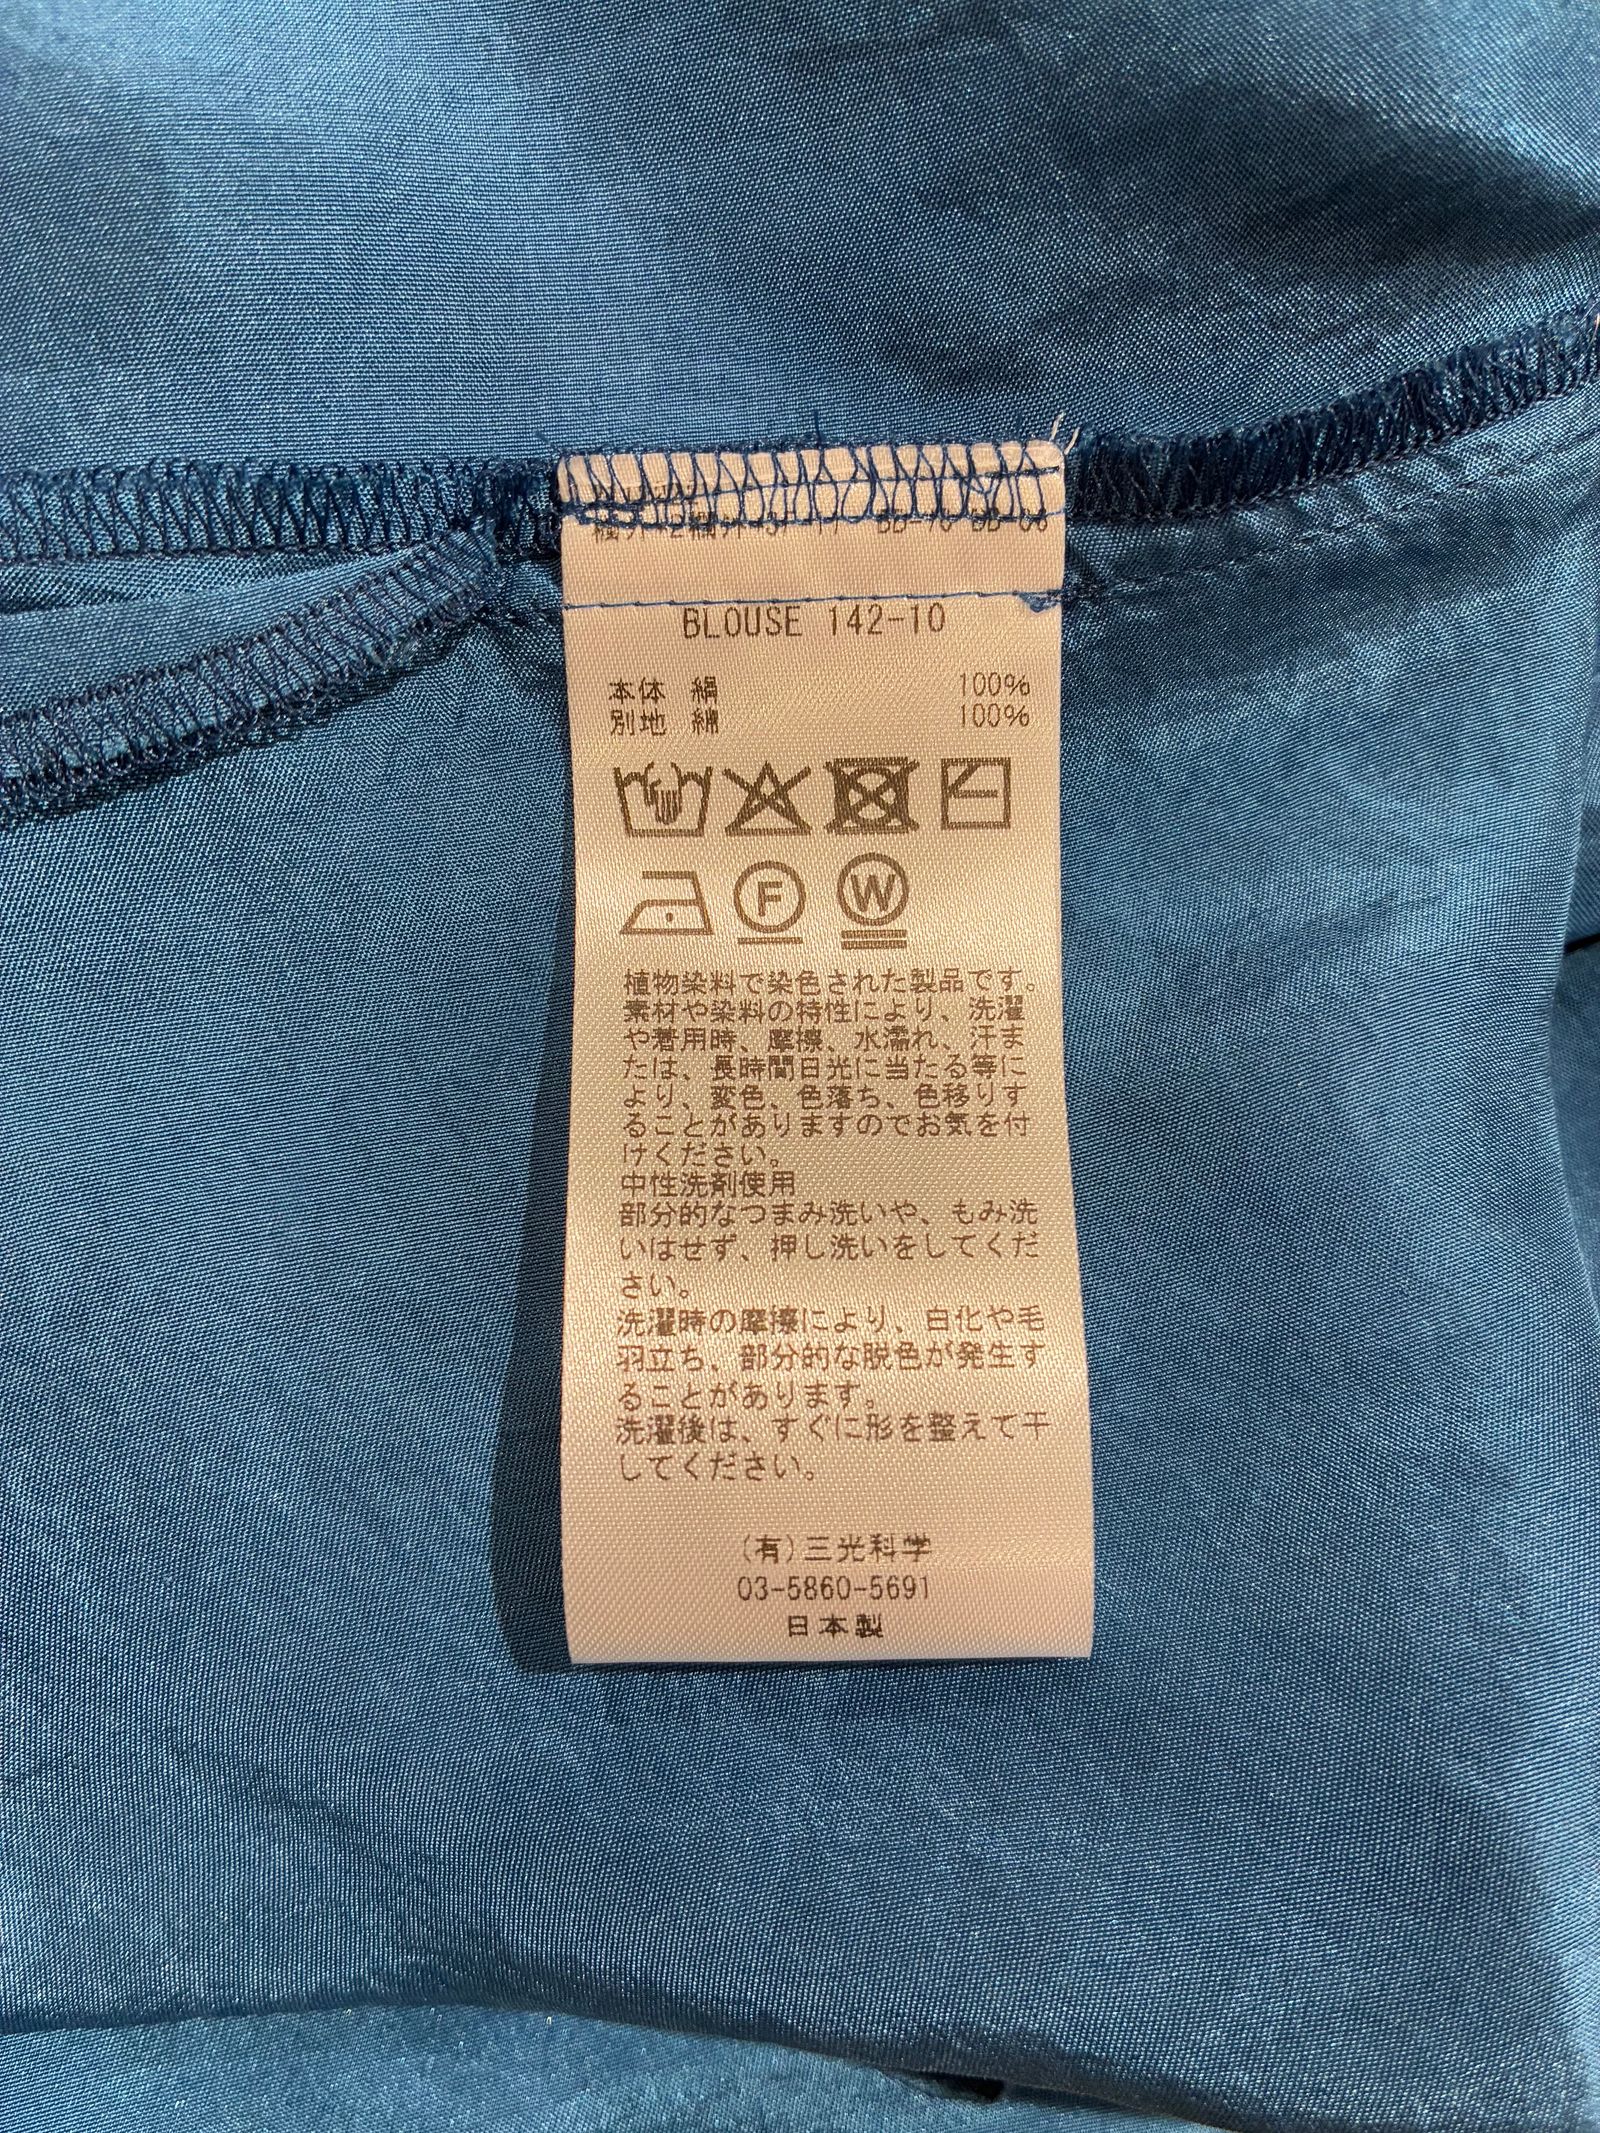 BLOUSE 142-10
本体 絹 100%
別地 綿 100%
F W
植物染料で染色された製品です。
素材や染料の特性により、洗濯
や着用時、摩擦、水濡れ、汗ま
たは、長時間日光に当たる等に
より、変色、色落ち、色移りす
ることがありますのでお気を付
けください。
中性洗剤使用
部分的なつまみ洗いや、もみ洗
いはせず、押し洗いをしてくだ
さい。
洗濯時の摩擦により、白化や毛
羽立ち、部分的な脱色が発生す
ることがあります。
洗濯後は、すぐに形を整えて干
してください。
(有)三光科学
03-5860-5691
日本製